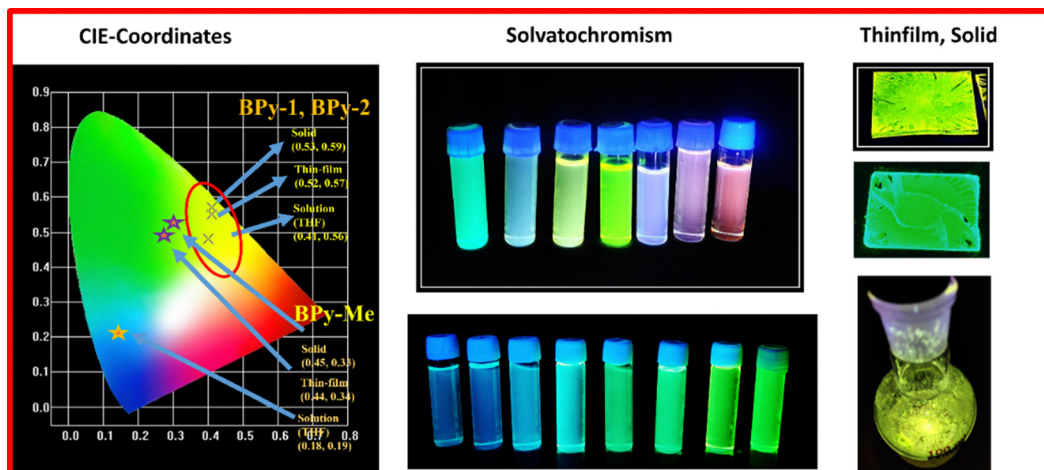 CIE-Coordinates
Solvatochromism
Thinfilm, Solid
0.9
0.8
0.7
0.6
0.5
0.4
0.3
0.2
0.1
0.0
0.0 0.1 0.2 0.3 0.4 0.5 0.6 0.7 0.8
BPy-1, BPy-2
Solid
(0.53, 0.59)
Thin-film
(0.52, 0.57)
Solution
(THF)
(0.41, 0.56)
BPy-Me
Solid
(0.45, 0.33)
Thin-film
(0.44, 0.34)
Solution
(THF)
(0.18, 0.19)